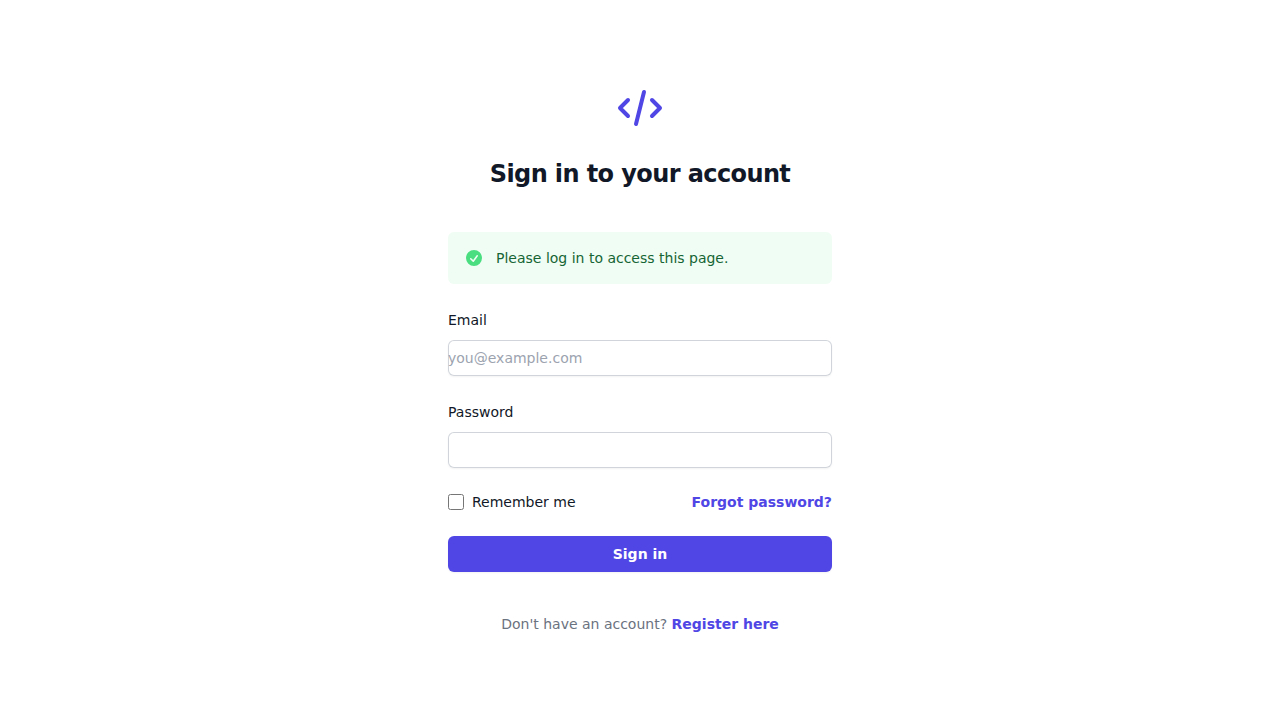 Sign in to your account
Please log in to access this page.
Email
you@example.com
Password
Remember me
Forgot password?
Sign in
Don't have an account? Register here